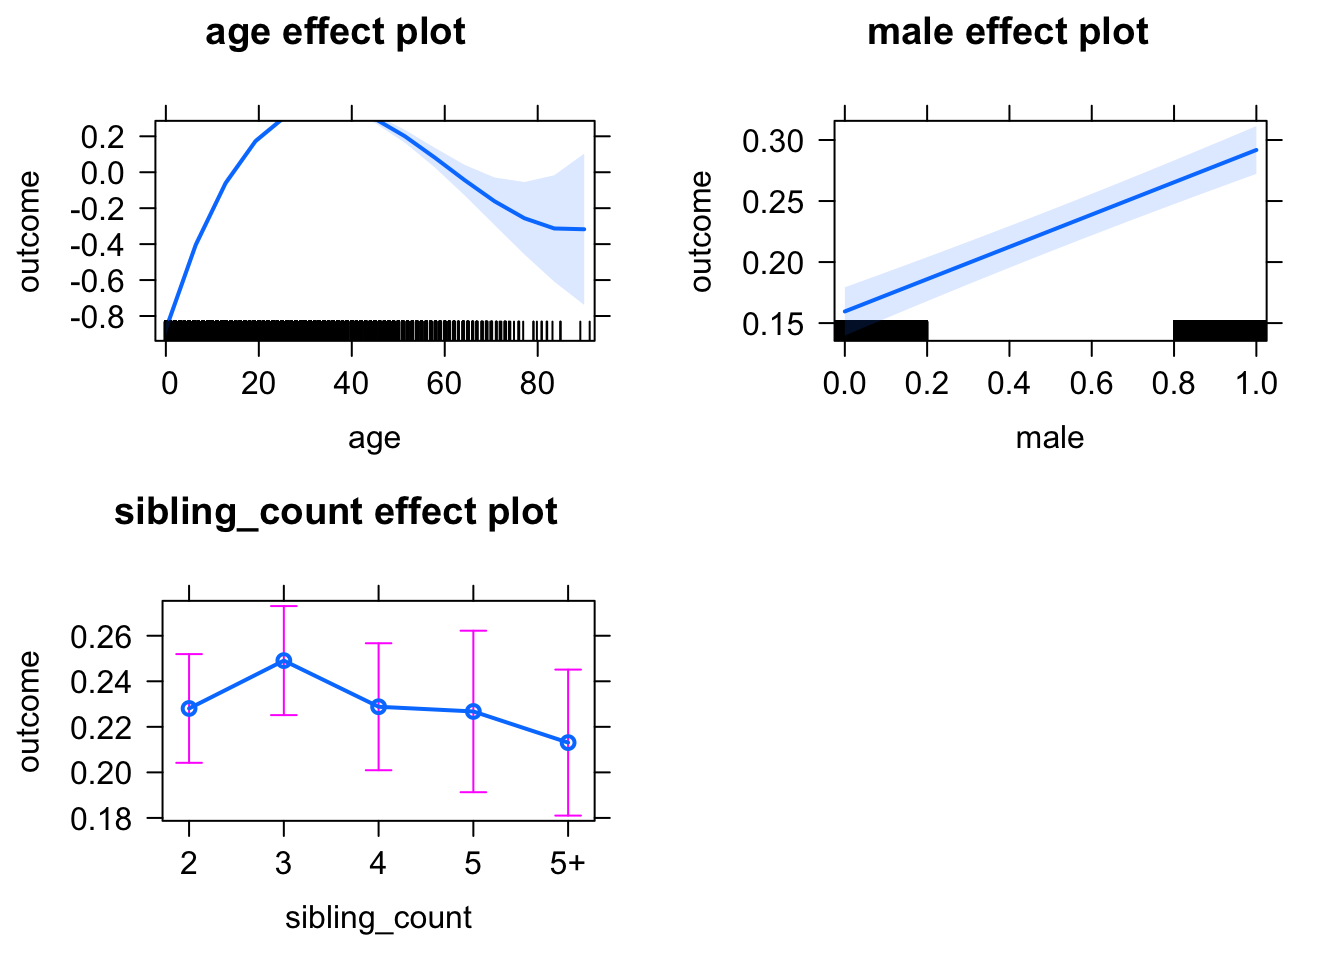 age effect plot
outcome
0.2
0.0
-0.2
-0.4
-0.6
-0.8
0 20 40 60 80
age
male effect plot
outcome
0.30
0.25
0.20
0.15
0.0 0.2 0.4 0.6 0.8 1.0
male
sibling_count effect plot
outcome
0.26
0.24
0.22
0.20
0.18
2 3 4 5 5+
sibling_count